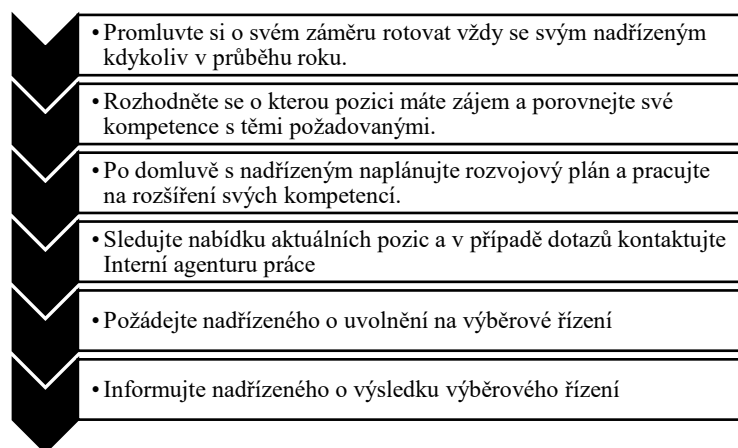 • Promluvte si o svém záměru rotovat vždy se svým nadřízeným
kdykoliv v průběhu roku.
• Rozhodněte se o kterou pozici máte zájem a porovnejte své
kompetence s těmi požadovanými.
• Po domluvě s nadřízeným naplánujte rozvojový plán a pracujte
na rozšíření svých kompetencí.
• Sledujte nabídku aktuálních pozic a v případě dotazů kontaktujte
Interní agenturu práce
• Požádejte nadřízeného o uvolnění na výběrové řízení
• Informujte nadřízeného o výsledku výběrového řízení